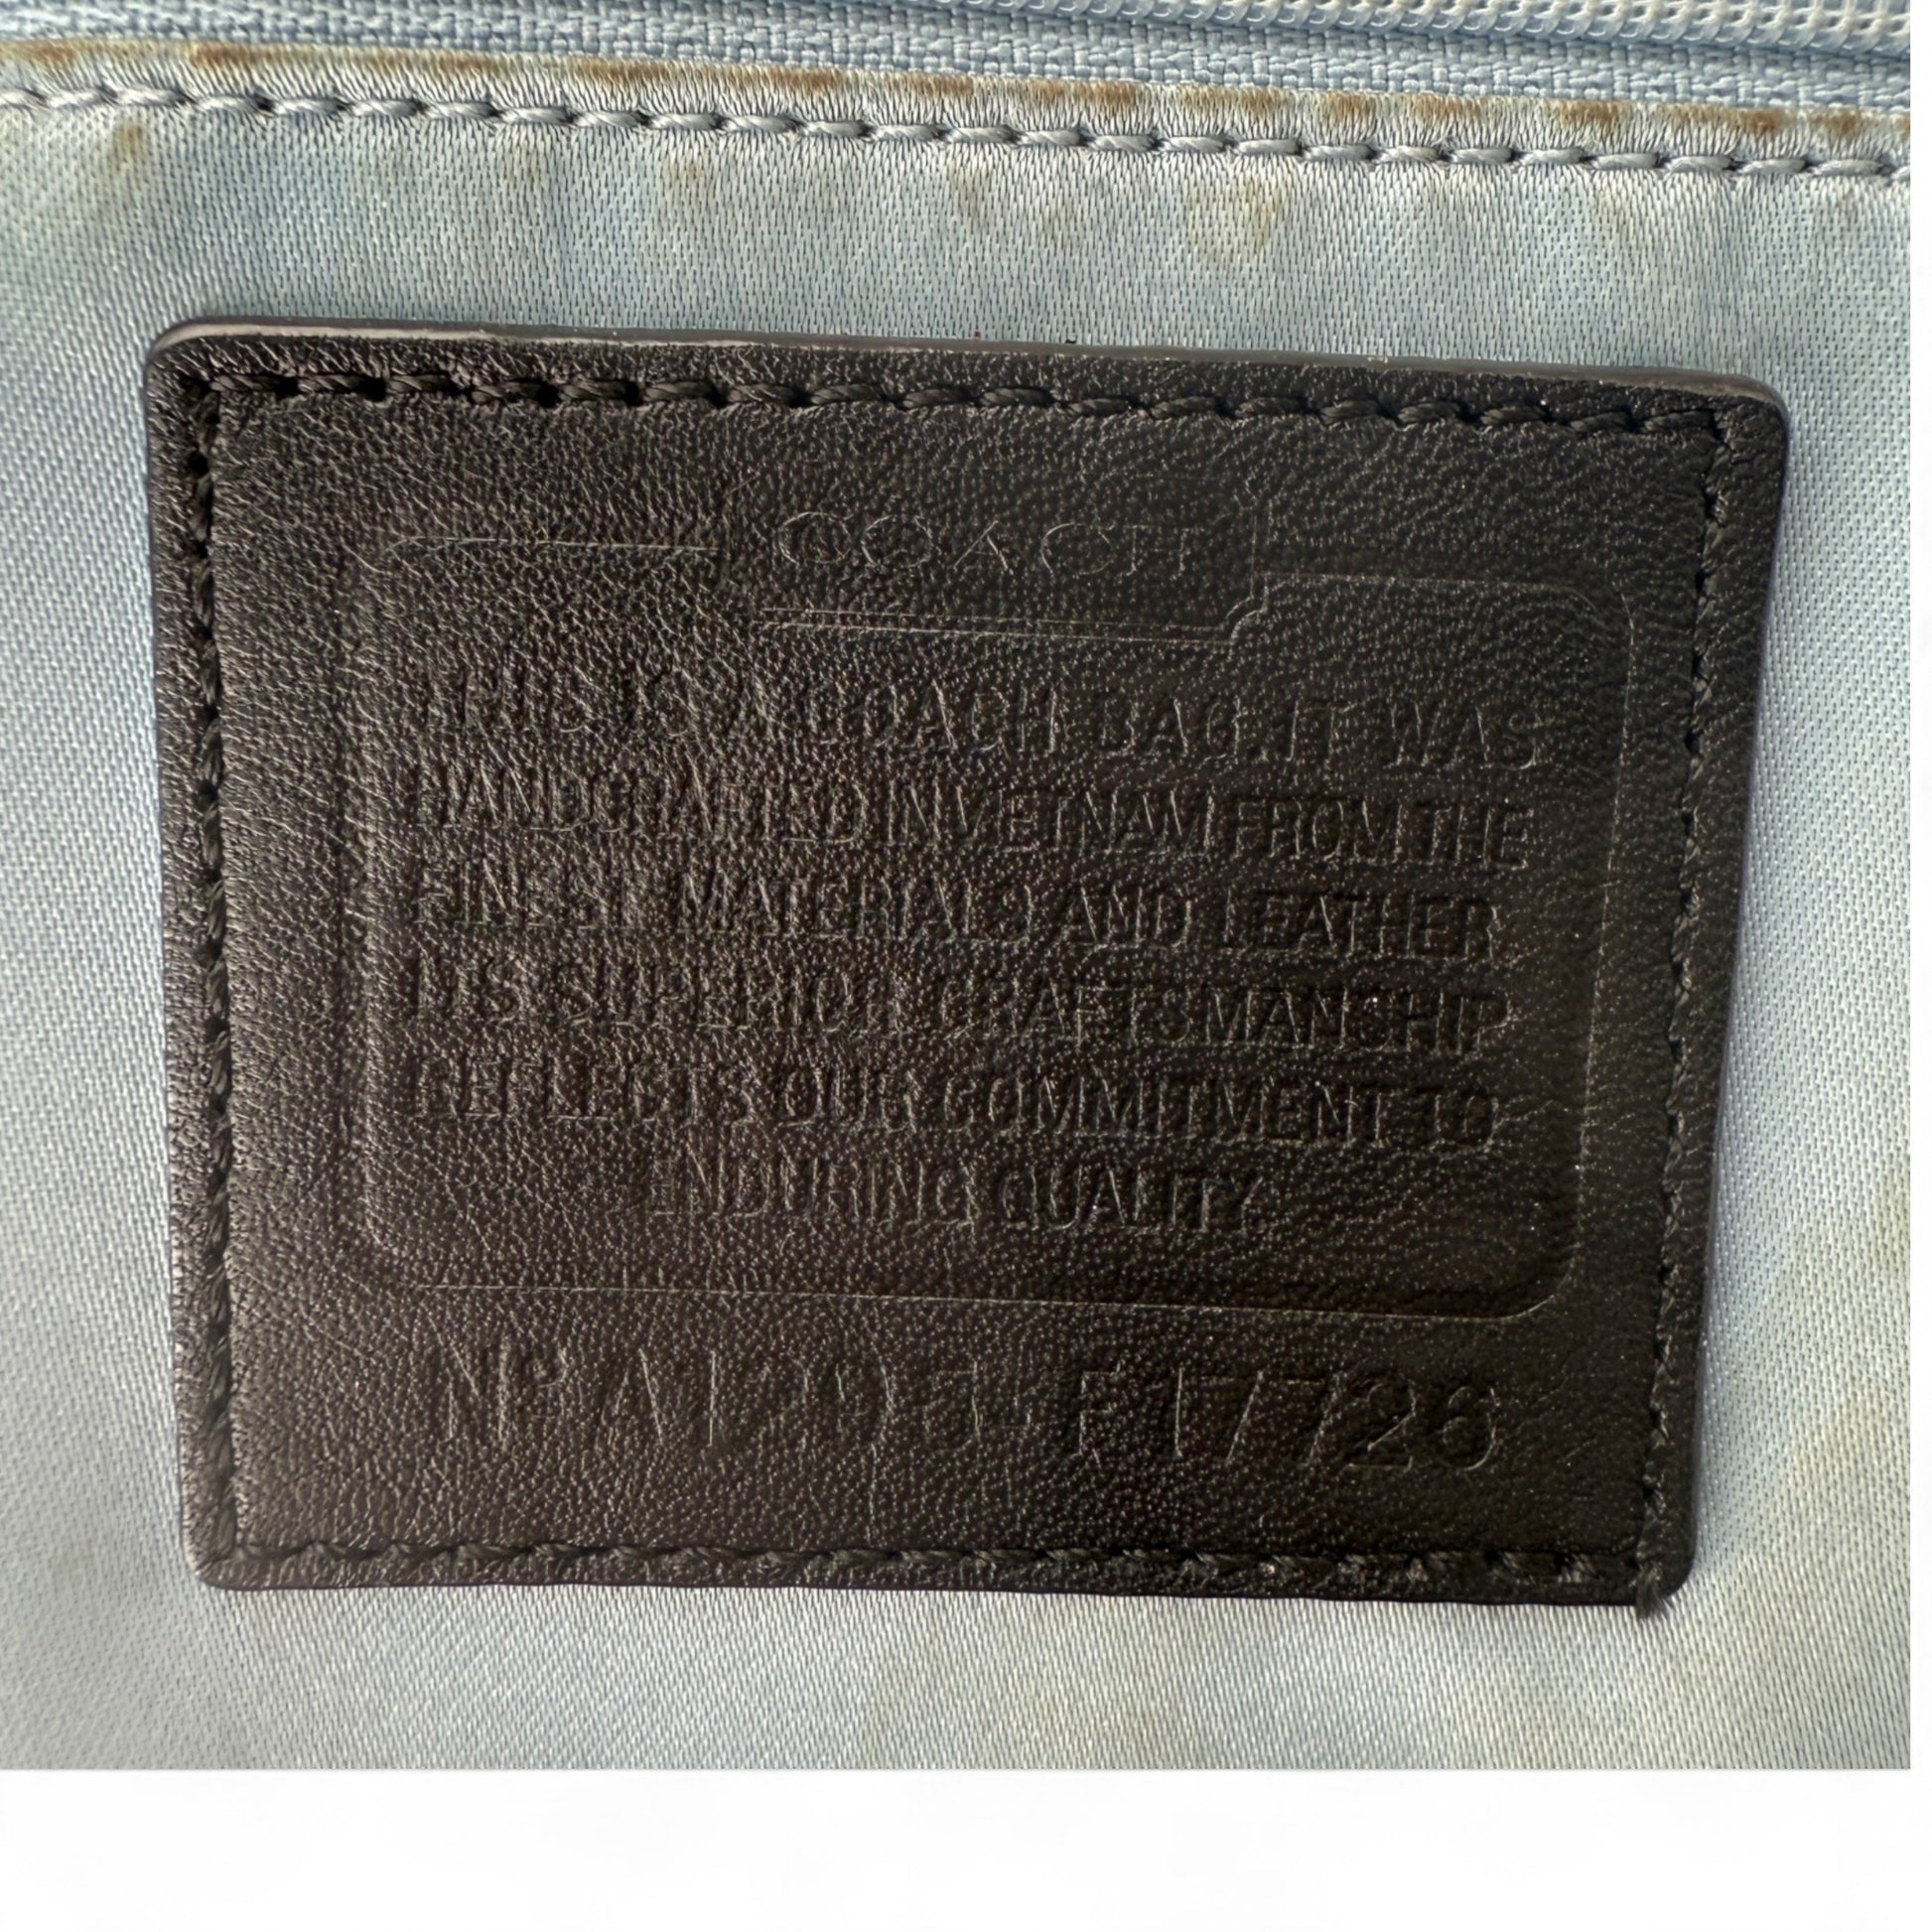 COACH
THIS IS A COACH BAG. IT WAS
HANDCRAFTED IN VIETNAM FROM THE
FINEST MATERIALS AND LEATHER.
ITS SUPERIOR CRAFTSMANSHIP
REFLECTS OUR COMMITMENT TO
ENDURING QUALITY.